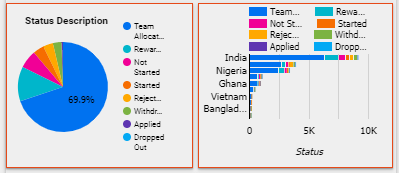 Status Description
Team
Allocat...
Rewar...
Not
Started
Started
Reject...
Withdr...
Applied
Dropped
Out
69.9%
Team... Rewa...
Not St... Started
Rejec... Withd...
Applied Dropp...
India
Nigeria
Ghana
Vietnam
Banglad...
0 5K 10K
Status